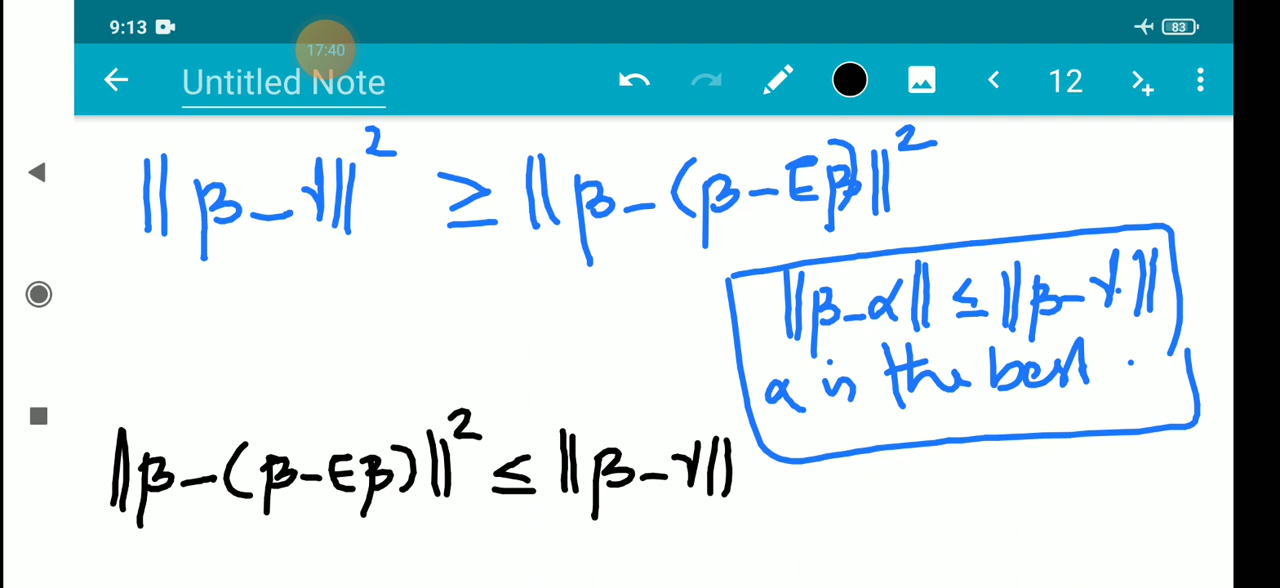 9:13 83
17:40
Untitled Note 12
||β-γ||² ≥ ||β-(β-Eβ)||²
||β-α|| ≤ ||β-γ||
α is the best .
||β-(β-Eβ)||² ≤ ||β-γ||